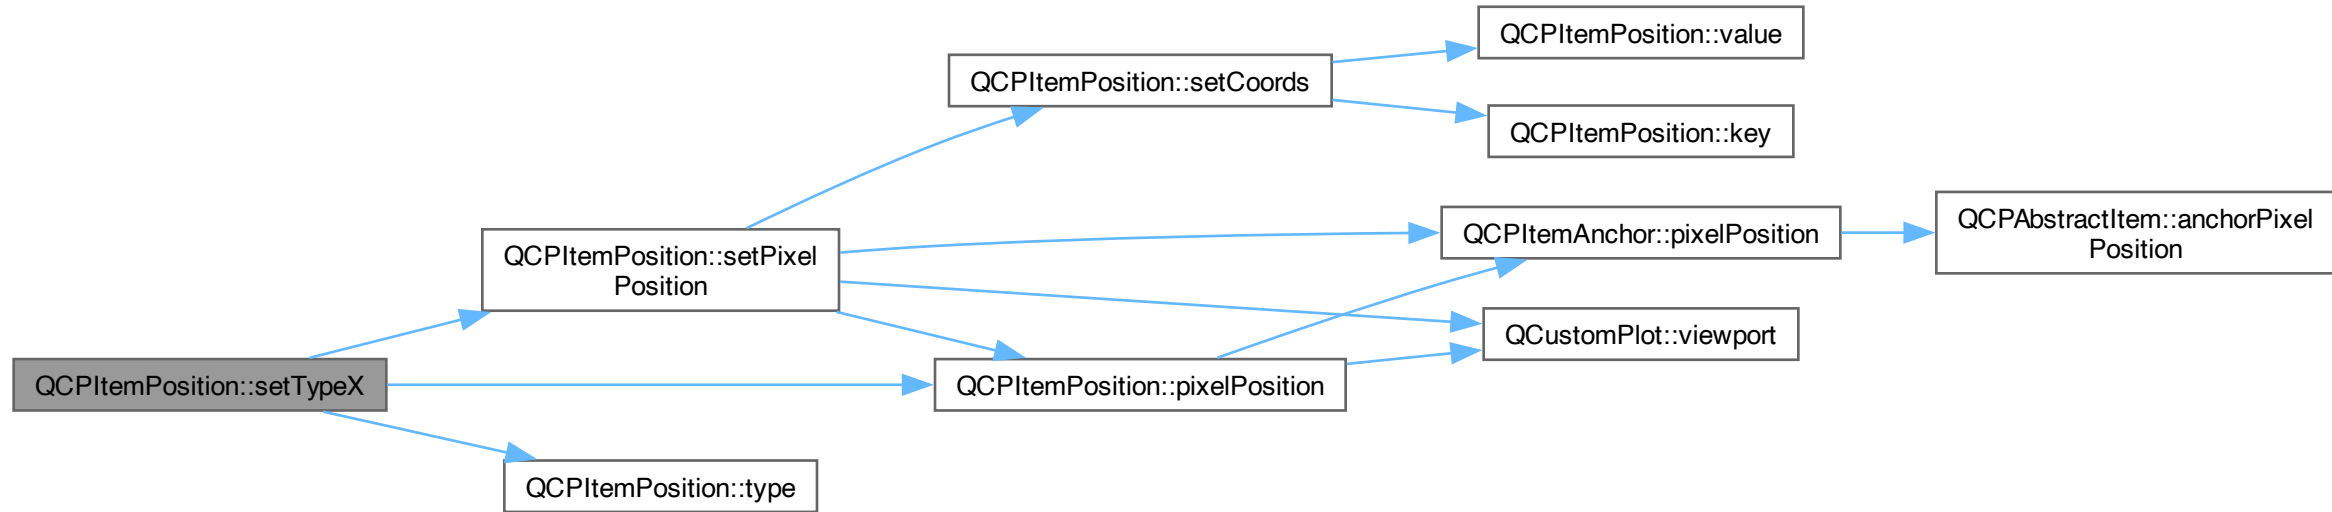 QCPItemPosition::value
QCPItemPosition::setCoords
QCPItemPosition::key
QCPItemPosition::setPixel
Position
QCPItemAnchor::pixelPosition
QCPAbstractItem::anchorPixel
Position
QCustomPlot::viewport
QCPItemPosition::setTypeX
QCPItemPosition::pixelPosition
QCPItemPosition::type